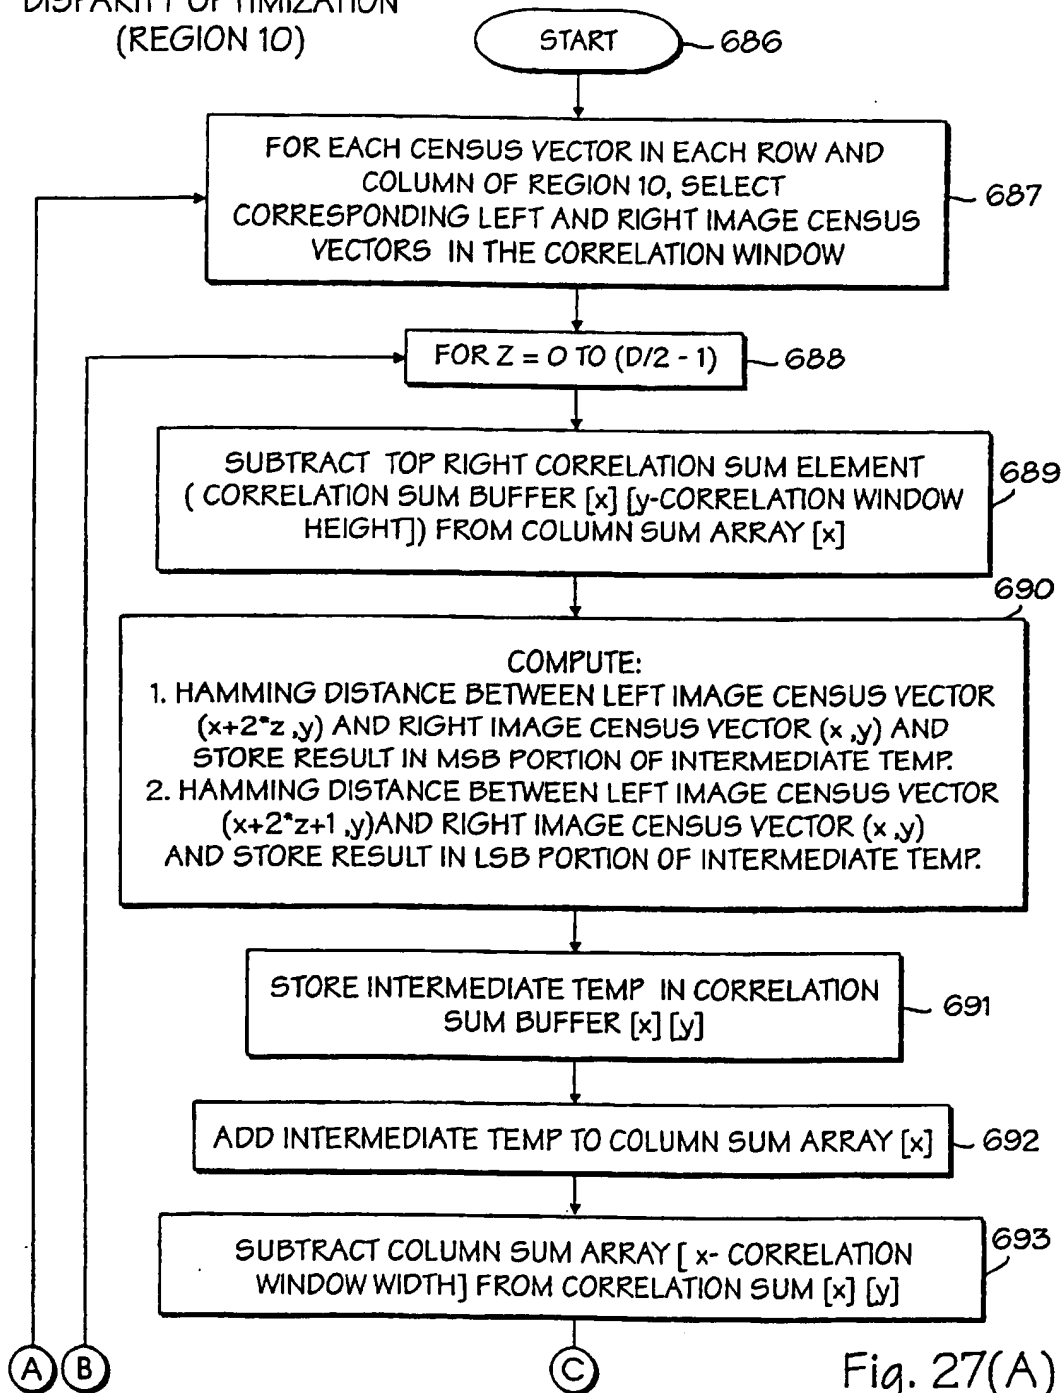 DISPARITY OPTIMIZATION
(REGION 10)
START
686
FOR EACH CENSUS VECTOR IN EACH ROW AND
COLUMN OF REGION 10, SELECT
CORRESPONDING LEFT AND RIGHT IMAGE CENSUS
VECTORS IN THE CORRELATION WINDOW
687
FOR Z = 0 TO (D/2 - 1)
688
SUBTRACT TOP RIGHT CORRELATION SUM ELEMENT
( CORRELATION SUM BUFFER [x] [y-CORRELATION WINDOW
HEIGHT]) FROM COLUMN SUM ARRAY [x]
689
690
COMPUTE:
1. HAMMING DISTANCE BETWEEN LEFT IMAGE CENSUS VECTOR
(x+2*z ,y) AND RIGHT IMAGE CENSUS VECTOR (x ,y) AND
STORE RESULT IN MSB PORTION OF INTERMEDIATE TEMP.
2. HAMMING DISTANCE BETWEEN LEFT IMAGE CENSUS VECTOR
(x+2*z+1 ,y)AND RIGHT IMAGE CENSUS VECTOR (x ,y)
AND STORE RESULT IN LSB PORTION OF INTERMEDIATE TEMP.
STORE INTERMEDIATE TEMP IN CORRELATION
SUM BUFFER [x] [y]
691
ADD INTERMEDIATE TEMP TO COLUMN SUM ARRAY [x]
692
SUBTRACT COLUMN SUM ARRAY [ x- CORRELATION
WINDOW WIDTH] FROM CORRELATION SUM [x] [y]
693
A B C
Fig. 27(A)